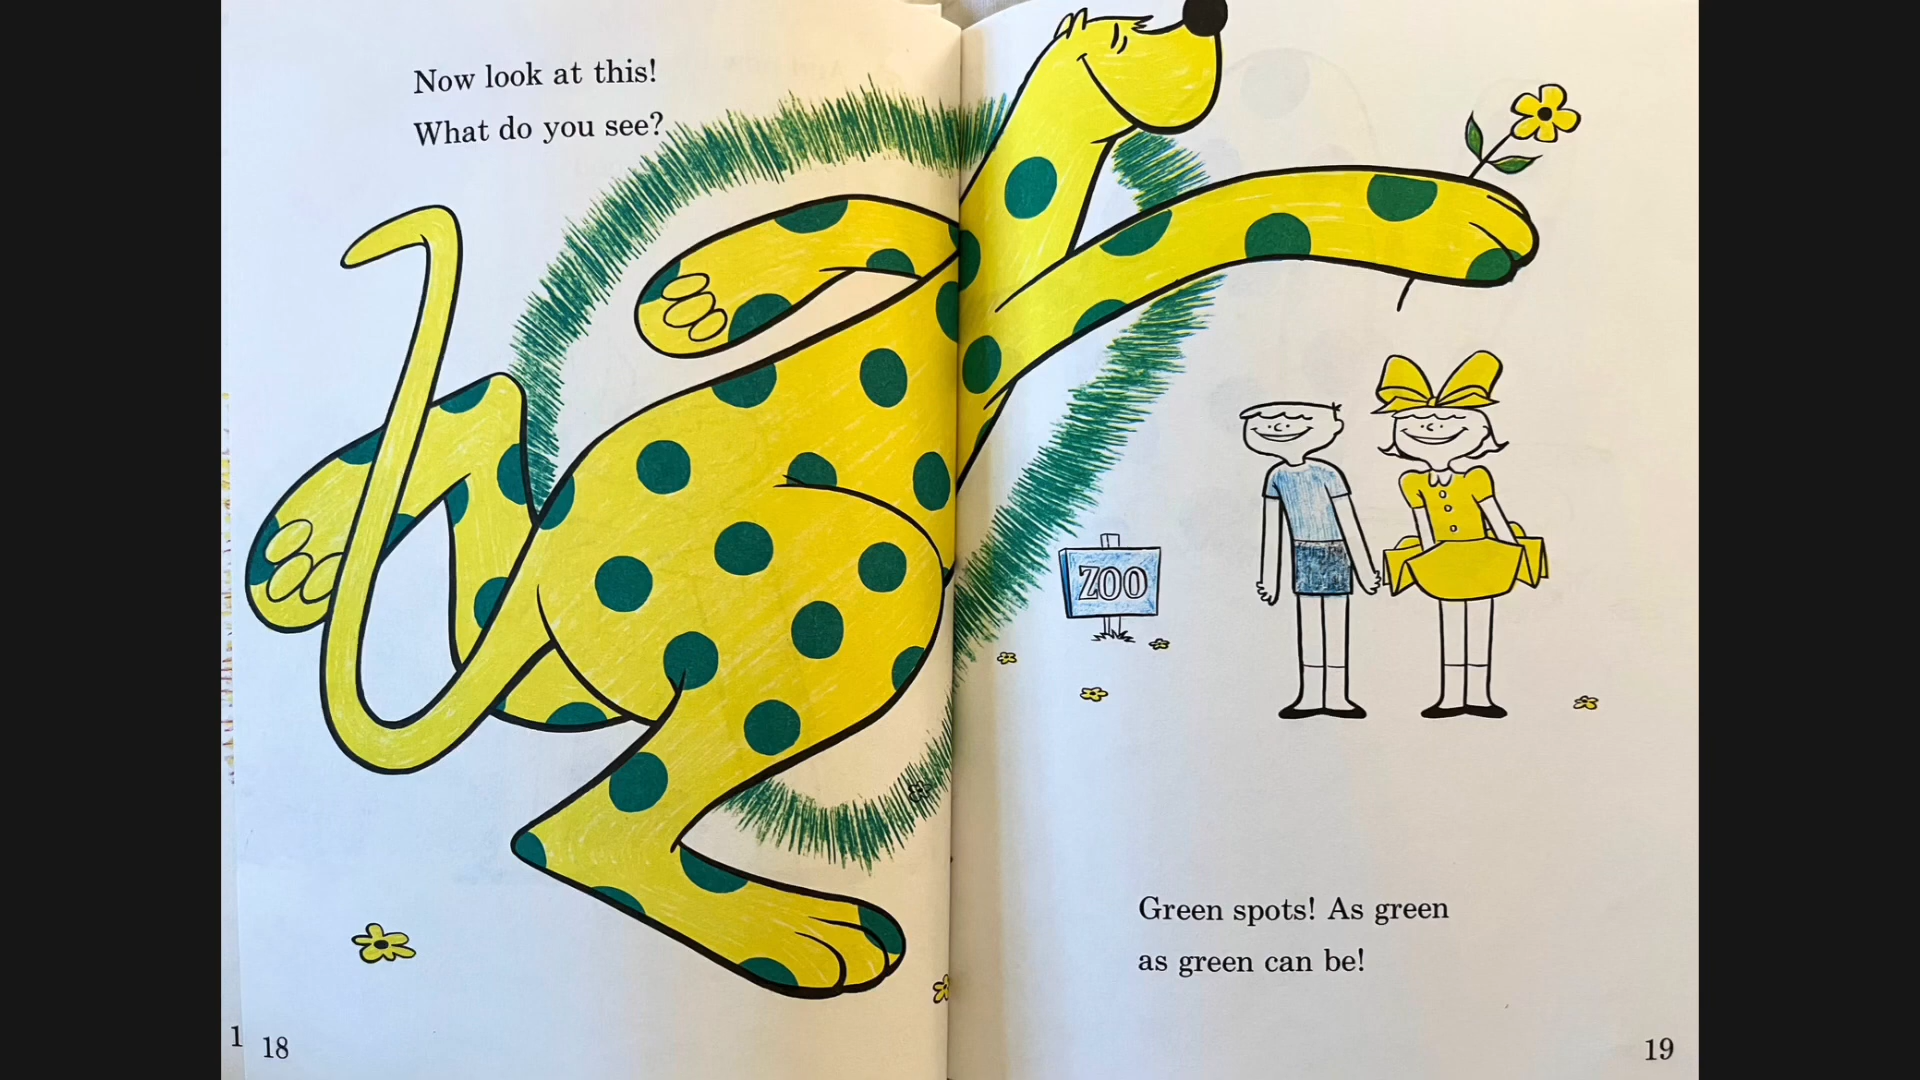 Now look at this!
What do you see?
ZOO
Green spots! As green
as green can be!
1
18
19